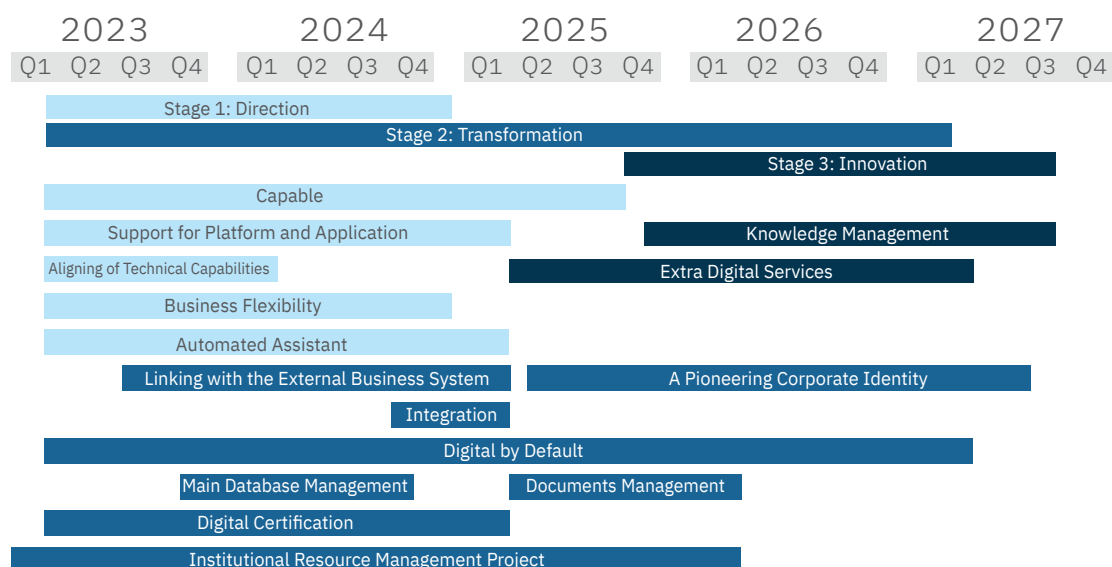 2023 2024 2025 2026 2027
Q1 Q2 Q3 Q4 Q1 Q2 Q3 Q4 Q1 Q2 Q3 Q4 Q1 Q2 Q3 Q4 Q1 Q2 Q3 Q4
Stage 1: Direction
Stage 2: Transformation
Stage 3: Innovation
Capable
Support for Platform and Application
Knowledge Management
Aligning of Technical Capabilities
Extra Digital Services
Business Flexibility
Automated Assistant
Linking with the External Business System
A Pioneering Corporate Identity
Integration
Digital by Default
Main Database Management
Documents Management
Digital Certification
Institutional Resource Management Project